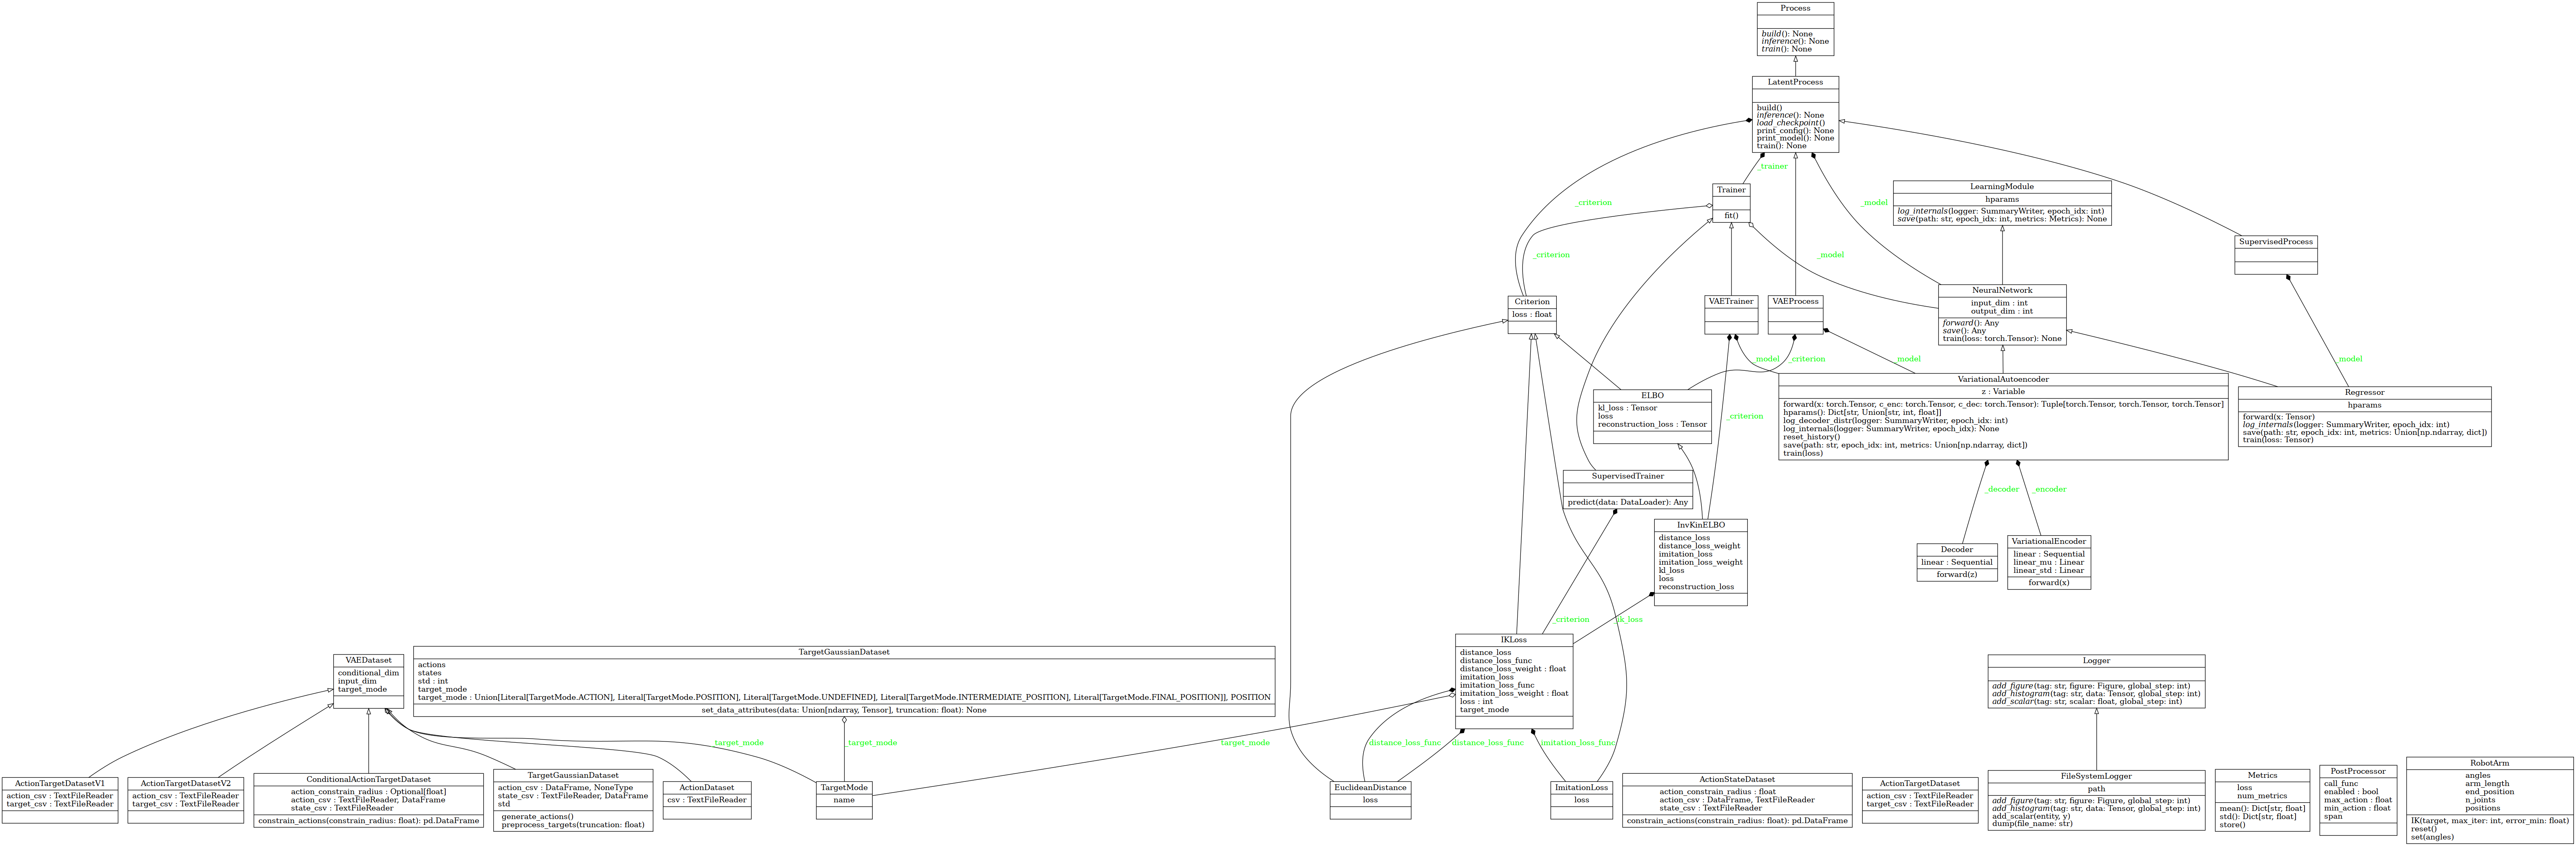 Process
build(): None
inference(): None
train(): None
LatentProcess
build()
inference(): None
load_checkpoint()
print_config(): None
print_model(): None
train(): None
_trainer
Trainer
fit()
_criterion
_criterion
_model
_model
LearningModule
hparams
log_internals(logger: SummaryWriter, epoch_idx: int)
save(path: str, epoch_idx: int, metrics: Metrics): None
SupervisedProcess
Criterion
loss : float
VAETrainer
VAEProcess
NeuralNetwork
input_dim : int
output_dim : int
forward(): Any
save(): Any
train(loss: torch.Tensor): None
_model
_criterion
_model
_model
ELBO
kl_loss : Tensor
loss
reconstruction_loss : Tensor
_criterion
VariationalAutoencoder
z : Variable
forward(x: torch.Tensor, c_enc: torch.Tensor, c_dec: torch.Tensor): Tuple[torch.Tensor, torch.Tensor, torch.Tensor]
hparams(): Dict[str, Union[str, int, float]]
log_decoder_distr(logger: SummaryWriter, epoch_idx: int)
log_internals(logger: SummaryWriter, epoch_idx): None
reset_history()
save(path: str, epoch_idx: int, metrics: Union[np.ndarray, dict])
train(loss)
Regressor
hparams
forward(x: Tensor)
log_internals(logger: SummaryWriter, epoch_idx: int)
save(path: str, epoch_idx: int, metrics: Union[np.ndarray, dict])
train(loss: Tensor)
SupervisedTrainer
predict(data: DataLoader): Any
_decoder
_encoder
InvKinELBO
distance_loss
distance_loss_weight
imitation_loss
imitation_loss_weight
kl_loss
loss
reconstruction_loss
Decoder
linear : Sequential
forward(z)
VariationalEncoder
linear : Sequential
linear_mu : Linear
linear_std : Linear
forward(x)
_criterion
_ik_loss
VAEDataset
conditional_dim
input_dim
target_mode
TargetGaussianDataset
actions
states
std : int
target_mode
target_mode : Union[Literal[TargetMode.ACTION], Literal[TargetMode.POSITION], Literal[TargetMode.UNDEFINED], Literal[TargetMode.INTERMEDIATE_POSITION], Literal[TargetMode.FINAL_POSITION]], POSITION
set_data_attributes(data: Union[ndarray, Tensor], truncation: float): None
IKLoss
distance_loss
distance_loss_func
distance_loss_weight : float
imitation_loss
imitation_loss_func
imitation_loss_weight : float
loss : int
target_mode
Logger
add_figure(tag: str, figure: Figure, global_step: int)
add_histogram(tag: str, data: Tensor, global_step: int)
add_scalar(tag: str, scalar: float, global_step: int)
_target_mode
_target_mode
target_mode
distance_loss_func
distance_loss_func
imitation_loss_func
ActionTargetDatasetV1
action_csv : TextFileReader
target_csv : TextFileReader
ActionTargetDatasetV2
action_csv : TextFileReader
target_csv : TextFileReader
ConditionalActionTargetDataset
action_constrain_radius : Optional[float]
action_csv : TextFileReader, DataFrame
state_csv : TextFileReader
constrain_actions(constrain_radius: float): pd.DataFrame
TargetGaussianDataset
action_csv : DataFrame, NoneType
state_csv : TextFileReader, DataFrame
std
generate_actions()
preprocess_targets(truncation: float)
ActionDataset
csv : TextFileReader
TargetMode
name
EuclideanDistance
loss
ImitationLoss
loss
ActionStateDataset
action_constrain_radius : float
action_csv : DataFrame, TextFileReader
state_csv : TextFileReader
constrain_actions(constrain_radius: float): pd.DataFrame
ActionTargetDataset
action_csv : TextFileReader
target_csv : TextFileReader
FileSystemLogger
path
add_figure(tag: str, figure: Figure, global_step: int)
add_histogram(tag: str, data: Tensor, global_step: int)
add_scalar(entity, y)
dump(file_name: str)
Metrics
loss
num_metrics
mean(): Dict[str, float]
std(): Dict[str, float]
store()
PostProcessor
call_func
enabled : bool
max_action : float
min_action : float
span
RobotArm
angles
arm_length
end_position
n_joints
positions
IK(target, max_iter: int, error_min: float)
reset()
set(angles)